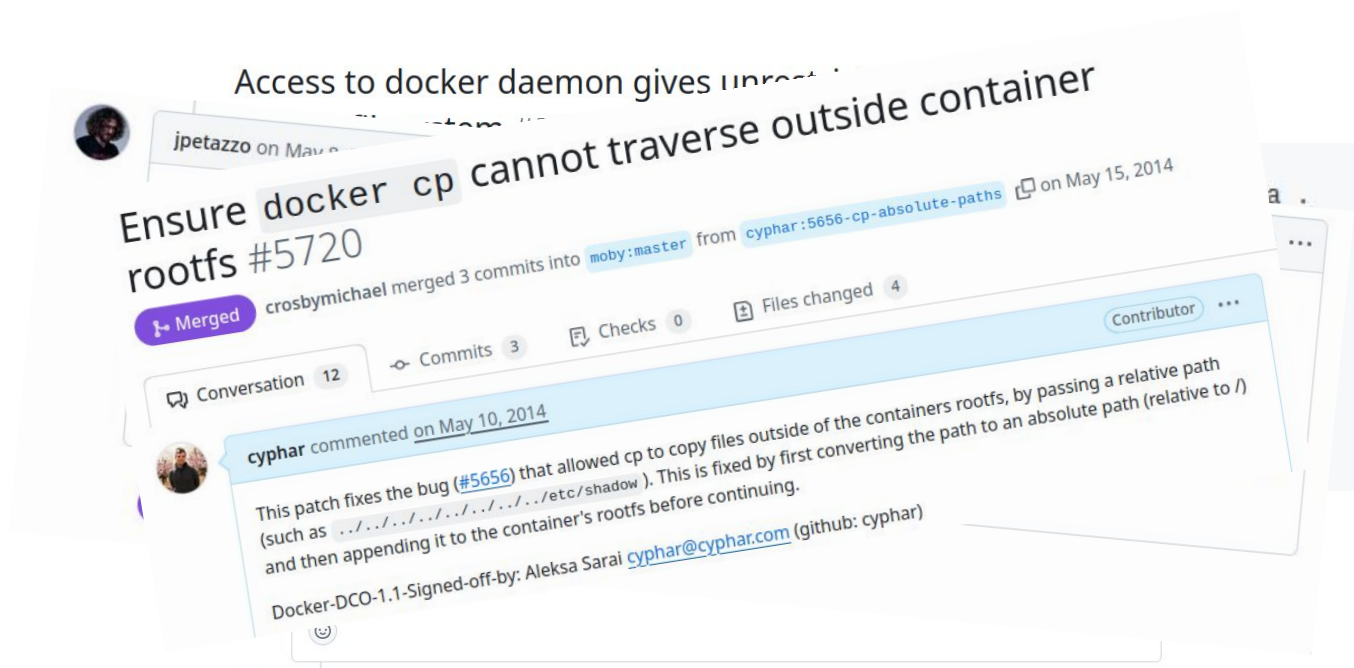 Access to docker daemon gives
jpetazzo on May
Ensure docker cp cannot traverse outside container
rootfs #5720
Merged crosbymichael merged 3 commits into moby:master from cyphar:5656-cp-absolute-paths on May 15, 2014
Conversation 12 Commits 3 Checks 0 Files changed 4
cyphar commented on May 10, 2014 Contributor
This patch fixes the bug (#5656) that allowed cp to copy files outside of the containers rootfs, by passing a relative path
(such as ../../../../../../../../etc/shadow ). This is fixed by first converting the path to an absolute path (relative to /)
and then appending it to the container's rootfs before continuing.
Docker-DCO-1.1-Signed-off-by: Aleksa Sarai cyphar@cyphar.com (github: cyphar)